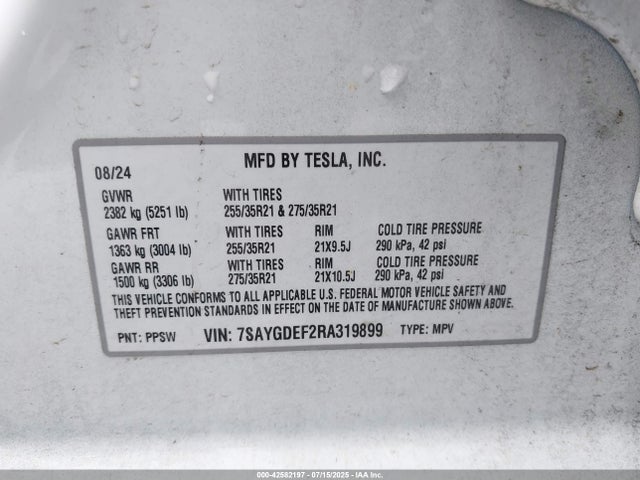 08/24 MFD BY TESLA, INC.
GVWR WITH TIRES
2382 kg (5251 lb) 255/35R21 & 275/35R21
GAWR FRT WITH TIRES RIM COLD TIRE PRESSURE
1363 kg (3004 lb) 255/35R21 21X9.5J 290 kPa, 42 psi
GAWR RR WITH TIRES RIM COLD TIRE PRESSURE
1500 kg (3306 lb) 275/35R21 21X10.5J 290 kPa, 42 psi
THIS VEHICLE CONFORMS TO ALL APPLICABLE U.S. FEDERAL MOTOR VEHICLE SAFETY AND
THEFT PREVENTION STANDARDS IN EFFECT ON THE DATE OF MANUFACTURE SHOWN ABOVE.
PNT: PPSW VIN: 7SAYGDEF2RA319899 TYPE: MPV
000-42582197 - 07/15/2025 - IAA Inc.